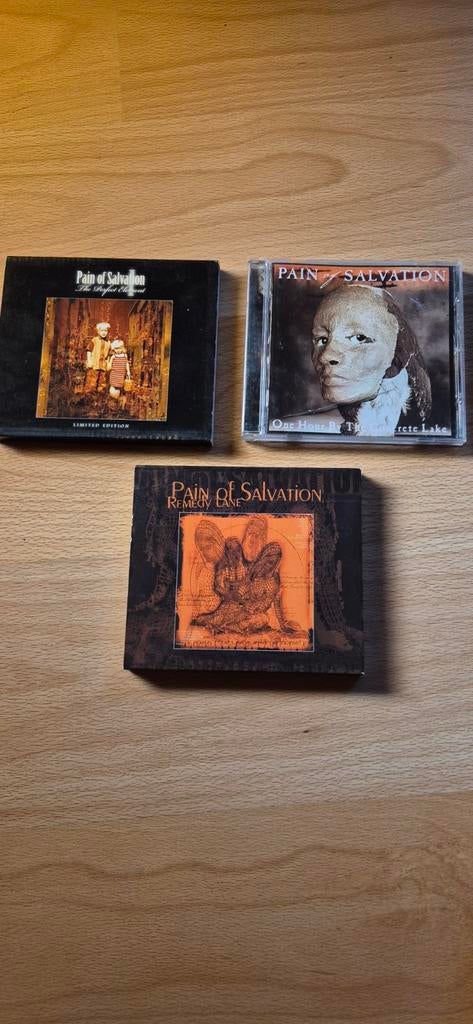 Pain of Salvation
The Perfect Element
LIMITED EDITION
PAIN of SALVATION
One Hour By The Concrete Lake
PAIN OF SALVATION
REMEDY LANE